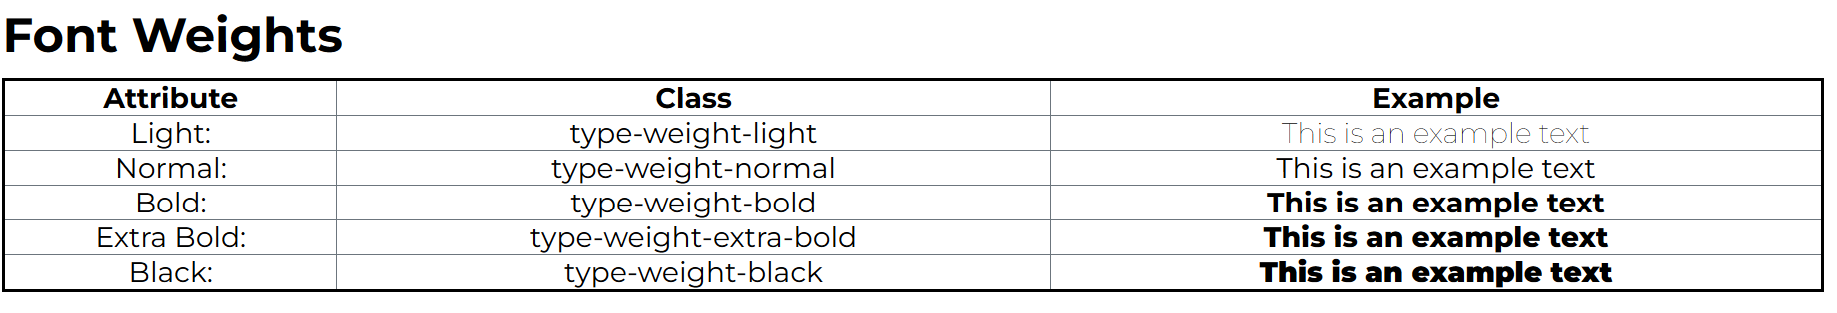 Font Weights
Attribute Class Example
Light: type-weight-light This is an example text
Normal: type-weight-normal This is an example text
Bold: type-weight-bold This is an example text
Extra Bold: type-weight-extra-bold This is an example text
Black: type-weight-black This is an example text